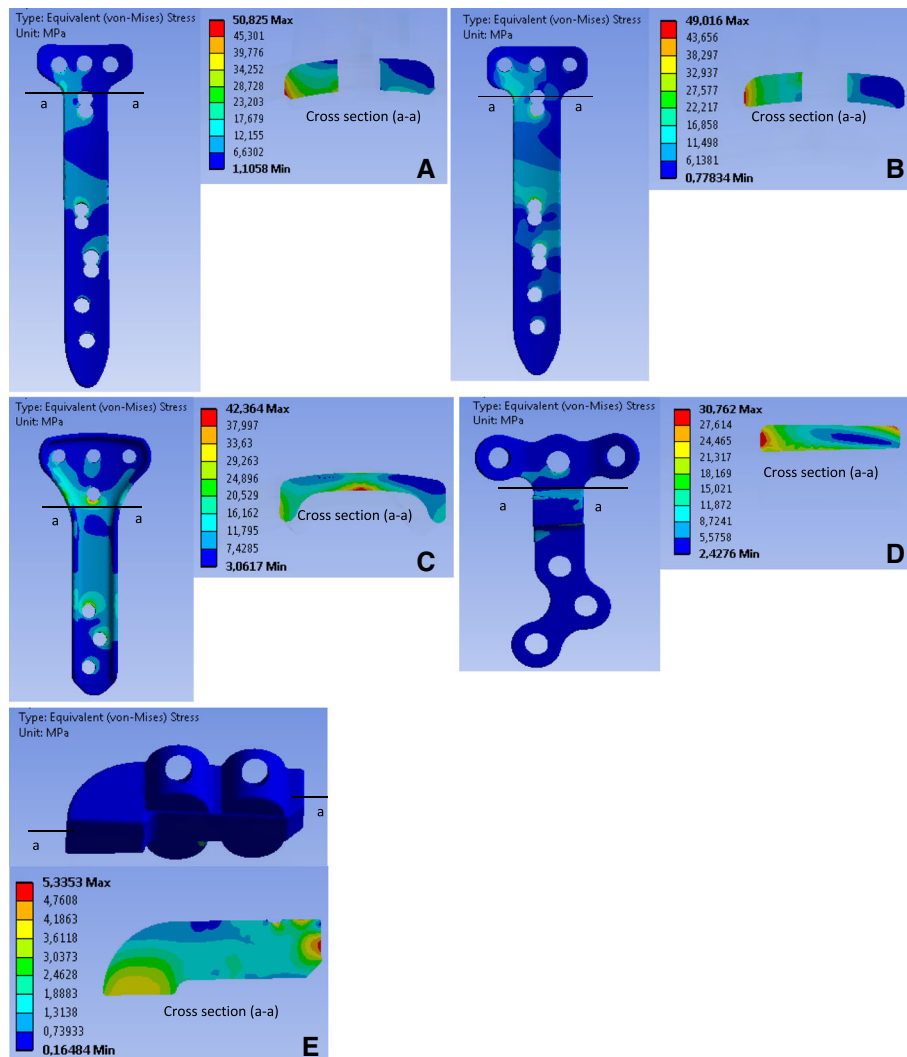 Type: Equivalent (von-Mises) Stress
Unit: MPa
a
a
50,825 Max
45,301
39,776
34,252
28,728
23,203
17,679
12,155
6,6302
1,1058 Min
Cross section (a-a)
A
Type: Equivalent (von-Mises) Stress
Unit: MPa
a
a
49,016 Max
43,656
38,297
32,937
27,577
22,217
16,858
11,498
6,1381
0,77834 Min
Cross section (a-a)
B
Type: Equivalent (von-Mises) Stress
Unit: MPa
a
a
42,364 Max
37,997
33,63
29,263
24,896
20,529
16,162
11,795
7,4285
3,0617 Min
Cross section (a-a)
C
Type: Equivalent (von-Mises) Stress
Unit: MPa
a
a
30,762 Max
27,614
24,465
21,317
18,169
15,021
11,872
8,7241
5,5758
2,4276 Min
Cross section (a-a)
D
Type: Equivalent (von-Mises) Stress
Unit: MPa
a
a
5,3353 Max
4,7608
4,1863
3,6118
3,0373
2,4628
1,8883
1,3138
0,73933
0,16484 Min
Cross section (a-a)
E